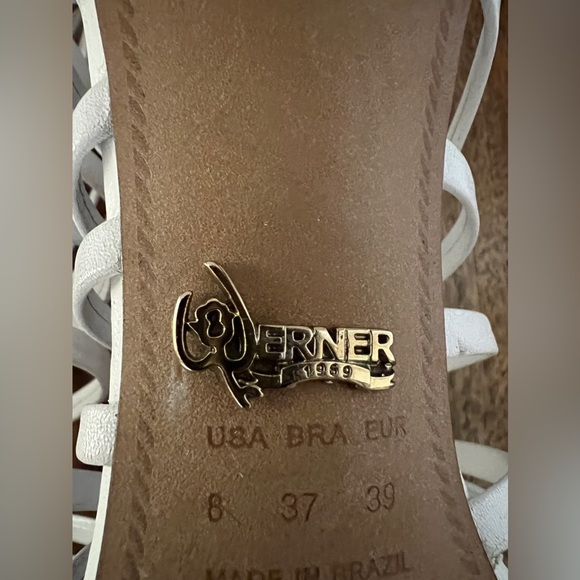 WERNER
1969
USA BRA EUR
8 37 39
MADE IN BRAZIL